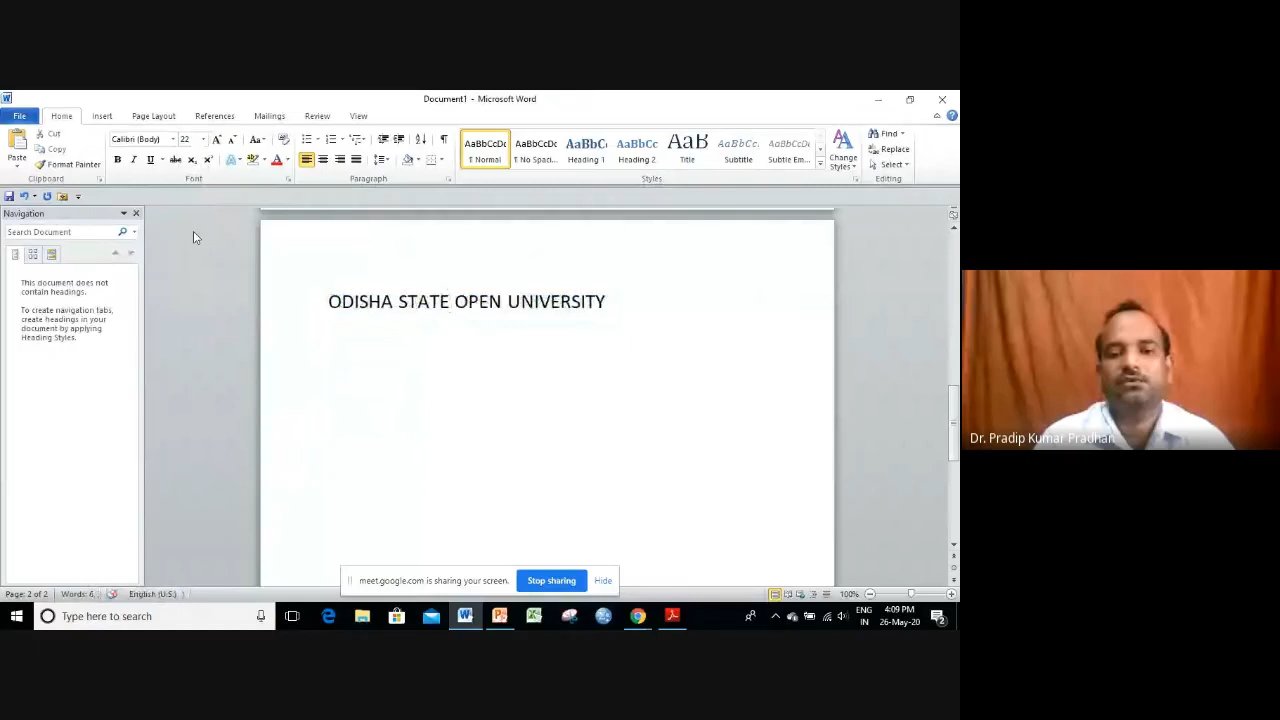 Document1 - Microsoft Word
File Home Insert Page Layout References Mailings Review View
Paste
Cut
Copy
Format Painter
Clipboard
Calibri (Body) 22
B I U abc
Font
Paragraph
AaBbCcDc AaBbCcDc AaBbC AaBbCc AaB AaBbCc. AaBbCcDc
¶ Normal ¶ No Spaci... Heading 1 Heading 2 Title Subtitle Subtle Em...
Styles
Change Styles
Find
Replace
Select
Editing
Navigation
Search Document
This document does not
contain headings.
To create navigation tabs,
create headings in your
document by applying
Heading Styles.
ODISHA STATE OPEN UNIVERSITY
meet.google.com is sharing your screen.
Stop sharing
Hide
Page: 2 of 2 English (U.S.) 100%
Type here to search
ENG
IN
4:09 PM
26-May-20
2
Dr. Pradip Kumar Pradhan